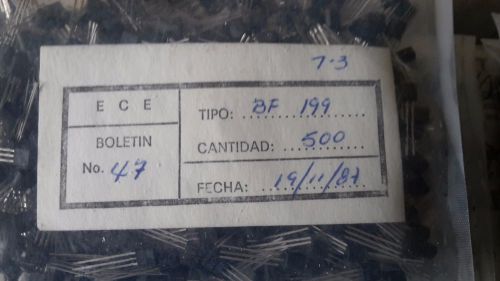 7-3
E C E
BOLETIN
No. 47
TIPO: BF 199
CANTIDAD: 500
FECHA: 19/11/87